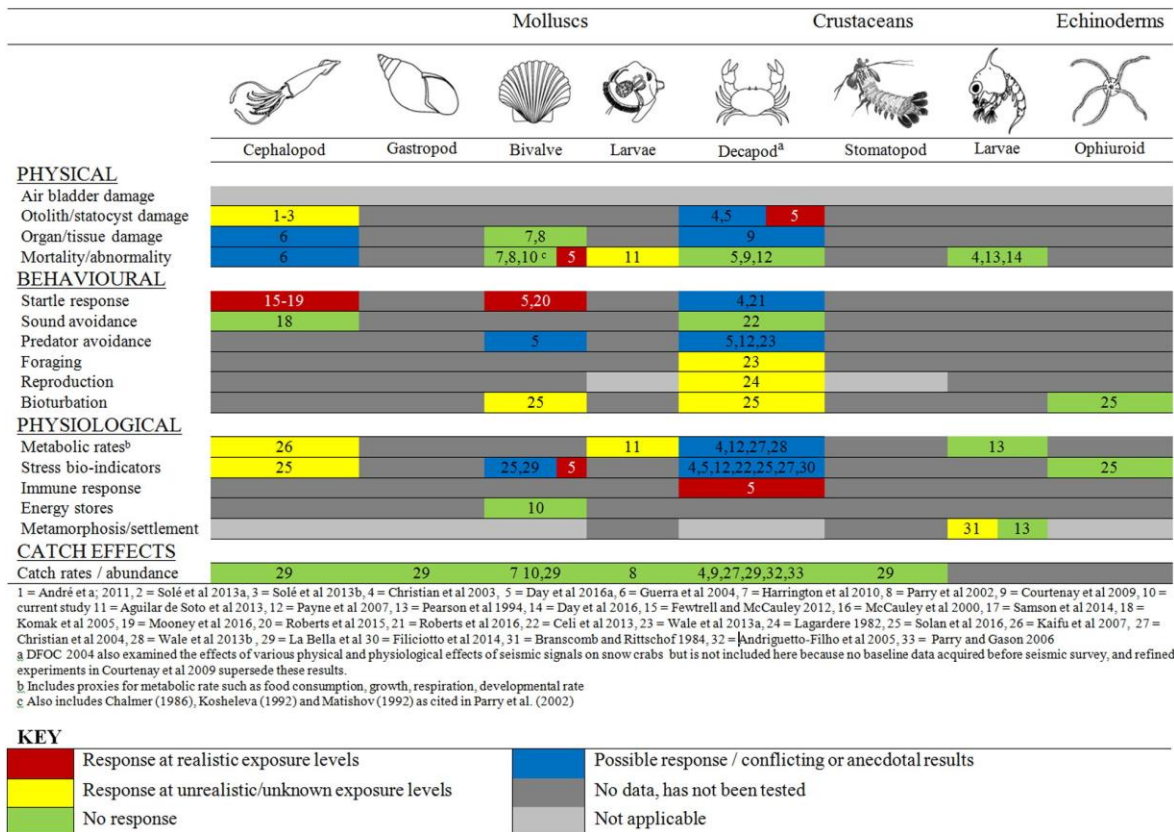 Molluscs Crustaceans Echinoderms
Cephalopod Gastropod Bivalve Larvae Decapodᵃ Stomatopod Larvae Ophiuroid
PHYSICAL
Air bladder damage
Otolith/statocyst damage 1-3 4,5 5
Organ/tissue damage 6 7,8 9
Mortality/abnormality 6 7,8,10 ᶜ 5 11 5,9,12 4,13,14
BEHAVIOURAL
Startle response 15-19 5,20 4,21
Sound avoidance 18 22
Predator avoidance 5 5,12,23
Foraging 23
Reproduction 24
Bioturbation 25 25 25
PHYSIOLOGICAL
Metabolic ratesᵇ 26 11 4,12,27,28 13
Stress bio-indicators 25 25,29 5 4,5,12,22,25,27,30 25
Immune response 5
Energy stores 10
Metamorphosis/settlement 31 13
CATCH EFFECTS
Catch rates / abundance 29 29 7 10,29 8 4,9,27,29,32,33 29
1 = André et a; 2011, 2 = Solé et al 2013a, 3 = Solé et al 2013b, 4 = Christian et al 2003, 5 = Day et al 2016a, 6 = Guerra et al 2004, 7 = Harrington et al 2010, 8 = Parry et al 2002, 9 = Courtenay et al 2009, 10 =
current study 11 = Aguilar de Soto et al 2013, 12 = Payne et al 2007, 13 = Pearson et al 1994, 14 = Day et al 2016, 15 = Fewtrell and McCauley 2012, 16 = McCauley et al 2000, 17 = Samson et al 2014, 18 =
Komak et al 2005, 19 = Mooney et al 2016, 20 = Roberts et al 2015, 21 = Roberts et al 2016, 22 = Celi et al 2013, 23 = Wale et al 2013a, 24 = Lagardere 1982, 25 = Solan et al 2016, 26 = Kaifu et al 2007, 27 =
Christian et al 2004, 28 = Wale et al 2013b , 29 = La Bella et al 30 = Filiciotto et al 2014, 31 = Branscomb and Rittschof 1984, 32 = Andriguetto-Filho et al 2005, 33 = Parry and Gason 2006
a DFOC 2004 also examined the effects of various physical and physiological effects of seismic signals on snow crabs but is not included here because no baseline data acquired before seismic survey, and refined
experiments in Courtenay et al 2009 supersede these results.
b Includes proxies for metabolic rate such as food consumption, growth, respiration, developmental rate
c Also includes Chalmer (1986), Kosheleva (1992) and Matishov (1992) as cited in Parry et al. (2002)
KEY
Response at realistic exposure levels Possible response / conflicting or anecdotal results
Response at unrealistic/unknown exposure levels No data, has not been tested
No response Not applicable